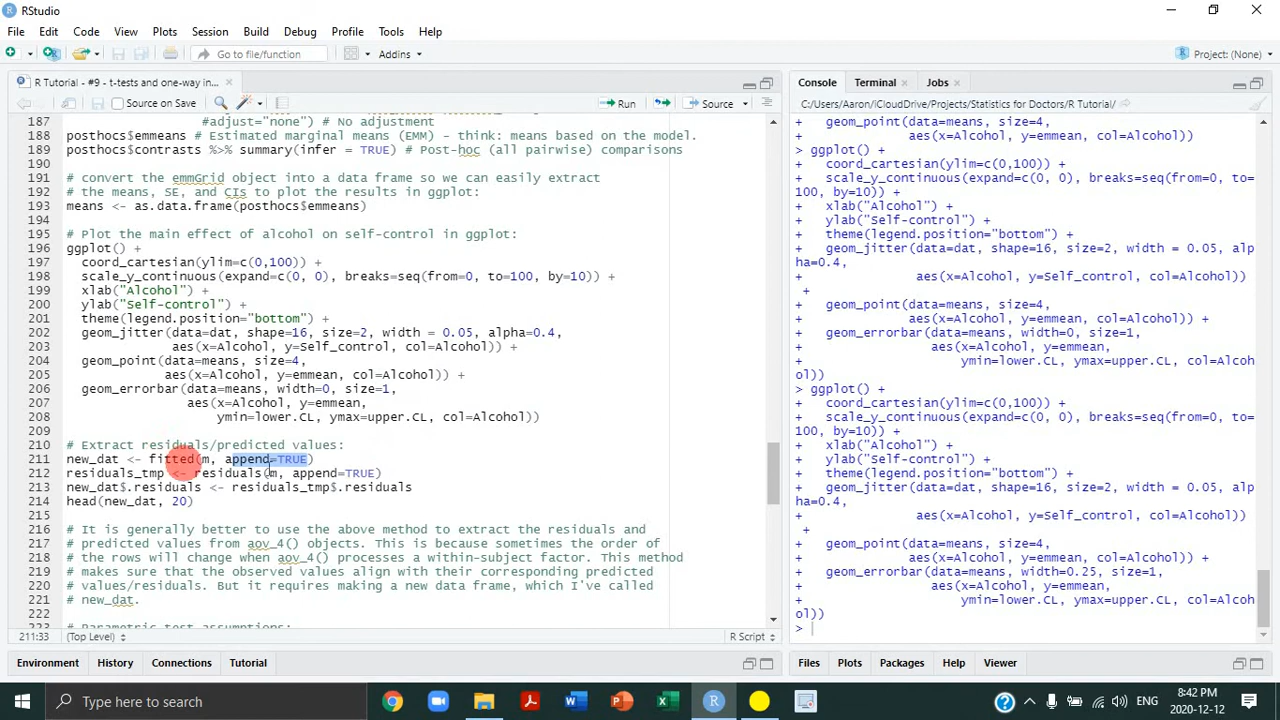 RStudio
File Edit Code View Plots Session Build Debug Profile Tools Help
Go to file/function Addins Project: (None)
R Tutorial - #9 - t-tests and one-way in...
Source on Save Run Source
187 #adjust="none") # No adjustment
188 posthocs$emmeans # Estimated marginal means (EMM) - think: means based on the model.
189 posthocs$contrasts %>% summary(infer = TRUE) # Post-hoc (all pairwise) comparisons
190
191 # convert the emmGrid object into a data frame so we can easily extract
192 # the means, SE, and CIS to plot the results in ggplot:
193 means <- as.data.frame(posthocs$emmeans)
194
195 # Plot the main effect of alcohol on self-control in ggplot:
196 ggplot() +
197 coord_cartesian(ylim=c(0,100)) +
198 scale_y_continuous(expand=c(0, 0), breaks=seq(from=0, to=100, by=10)) +
199 xlab("Alcohol") +
200 ylab("Self-control") +
201 theme(legend.position="bottom") +
202 geom_jitter(data=dat, shape=16, size=2, width = 0.05, alpha=0.4,
203 aes(x=Alcohol, y=Self_control, col=Alcohol)) +
204 geom_point(data=means, size=4,
205 aes(x=Alcohol, y=emmean, col=Alcohol)) +
206 geom_errorbar(data=means, width=0, size=1,
207 aes(x=Alcohol, y=emmean,
208 ymin=lower.CL, ymax=upper.CL, col=Alcohol))
209
210 # Extract residuals/predicted values:
211 new_dat <- fitted(m, append=TRUE)
212 residuals_tmp <- residuals(m, append=TRUE)
213 new_dat$.residuals <- residuals_tmp$.residuals
214 head(new_dat, 20)
215
216 # It is generally better to use the above method to extract the residuals and
217 # predicted values from aov_4() objects. This is because sometimes the order of
218 # the rows will change when aov_4() processes a within-subject factor. This method
219 # makes sure that the observed values align with their corresponding predicted
220 # values/residuals. But it requires making a new data frame, which I've called
221 # new_dat.
222
223 # Parametric test assumptions:
211:33 (Top Level) R Script
Environment History Connections Tutorial
Console Terminal Jobs
C:/Users/Aaron/iCloudDrive/Projects/Statistics for Doctors/R Tutorial/
+ geom_point(data=means, size=4,
+ aes(x=Alcohol, y=emmean, col=Alcohol))
> ggplot() +
+ coord_cartesian(ylim=c(0,100)) +
+ scale_y_continuous(expand=c(0, 0), breaks=seq(from=0, to=
100, by=10)) +
+ xlab("Alcohol") +
+ ylab("Self-control") +
+ theme(legend.position="bottom") +
+ geom_jitter(data=dat, shape=16, size=2, width = 0.05, alp
ha=0.4,
+ aes(x=Alcohol, y=Self_control, col=Alcohol))
+
+ geom_point(data=means, size=4,
+ aes(x=Alcohol, y=emmean, col=Alcohol)) +
+ geom_errorbar(data=means, width=0, size=1,
+ aes(x=Alcohol, y=emmean,
+ ymin=lower.CL, ymax=upper.CL, col=Alcoh
ol))
> ggplot() +
+ coord_cartesian(ylim=c(0,100)) +
+ scale_y_continuous(expand=c(0, 0), breaks=seq(from=0, to=
100, by=10)) +
+ xlab("Alcohol") +
+ ylab("Self-control") +
+ theme(legend.position="bottom") +
+ geom_jitter(data=dat, shape=16, size=2, width = 0.05, alp
ha=0.4,
+ aes(x=Alcohol, y=Self_control, col=Alcohol))
+
+ geom_point(data=means, size=4,
+ aes(x=Alcohol, y=emmean, col=Alcohol)) +
+ geom_errorbar(data=means, width=0.25, size=1,
+ aes(x=Alcohol, y=emmean,
+ ymin=lower.CL, ymax=upper.CL, col=Alcoh
ol))
>
Files Plots Packages Help Viewer
Type here to search
ENG
8:42 PM
2020-12-12